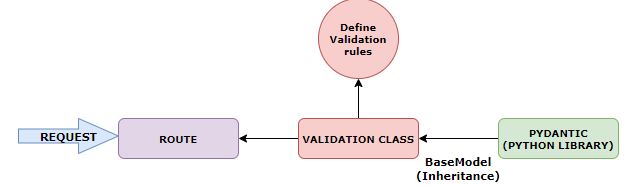 Define
Validation
rules
REQUEST
ROUTE
VALIDATION CLASS
PYDANTIC
(PYTHON LIBRARY)
BaseModel
(Inheritance)